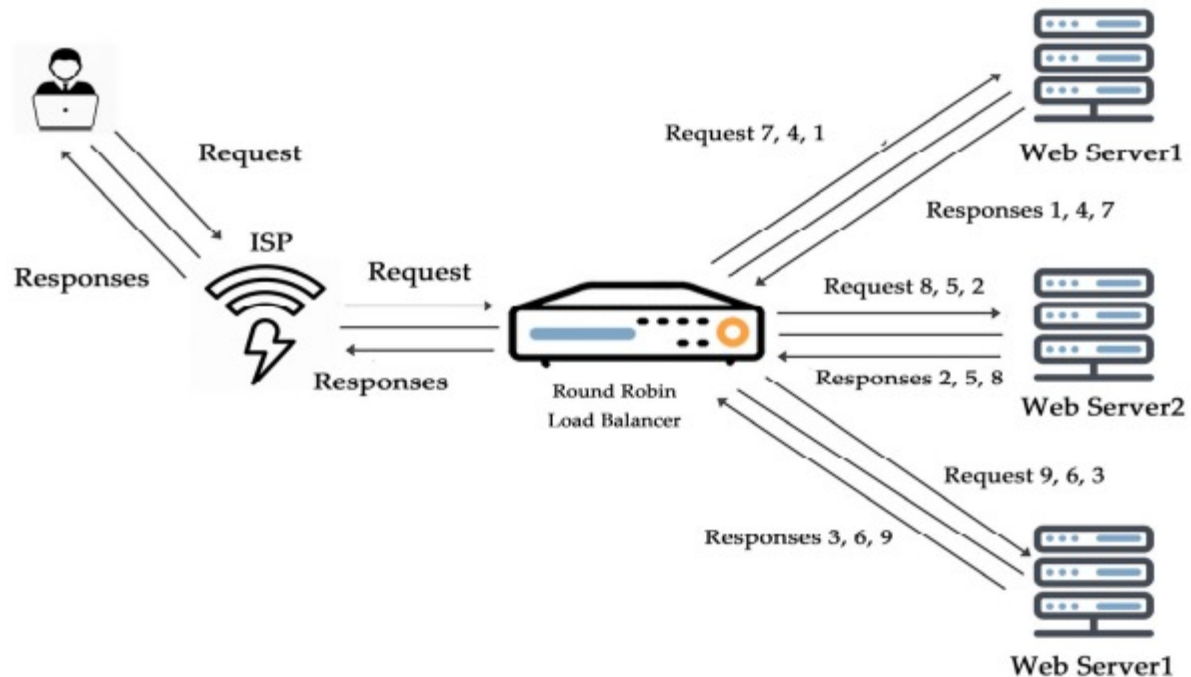 Request 7, 4, 1
Web Server1
Request
Responses 1, 4, 7
ISP
Responses
Request
Request 8, 5, 2
Responses
Responses 2, 5, 8
Round Robin
Load Balancer
Web Server2
Request 9, 6, 3
Responses 3, 6, 9
Web Server1